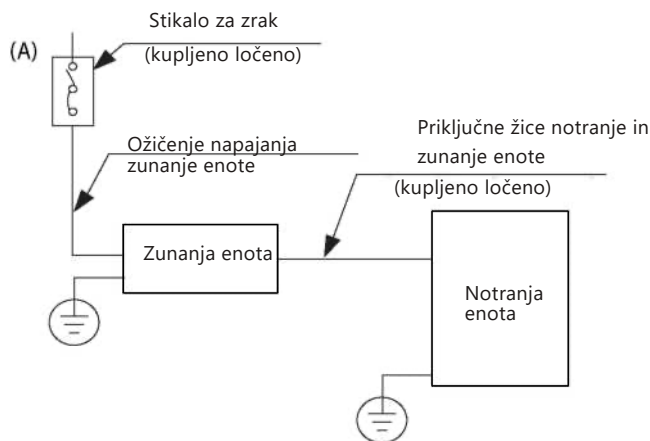 (A)
Stikalo za zrak
(kupljeno ločeno)
Ožičenje napajanja
zunanje enote
Priključne žice notranje in
zunanje enote
(kupljeno ločeno)
Zunanja enota
Notranja
enota